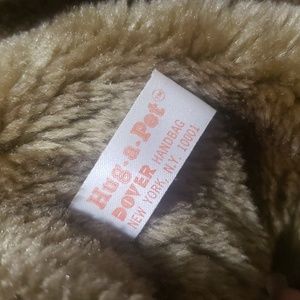 Hug-a-Pet™
DOVER HANDBAG
NEW YORK, N.Y. 10001